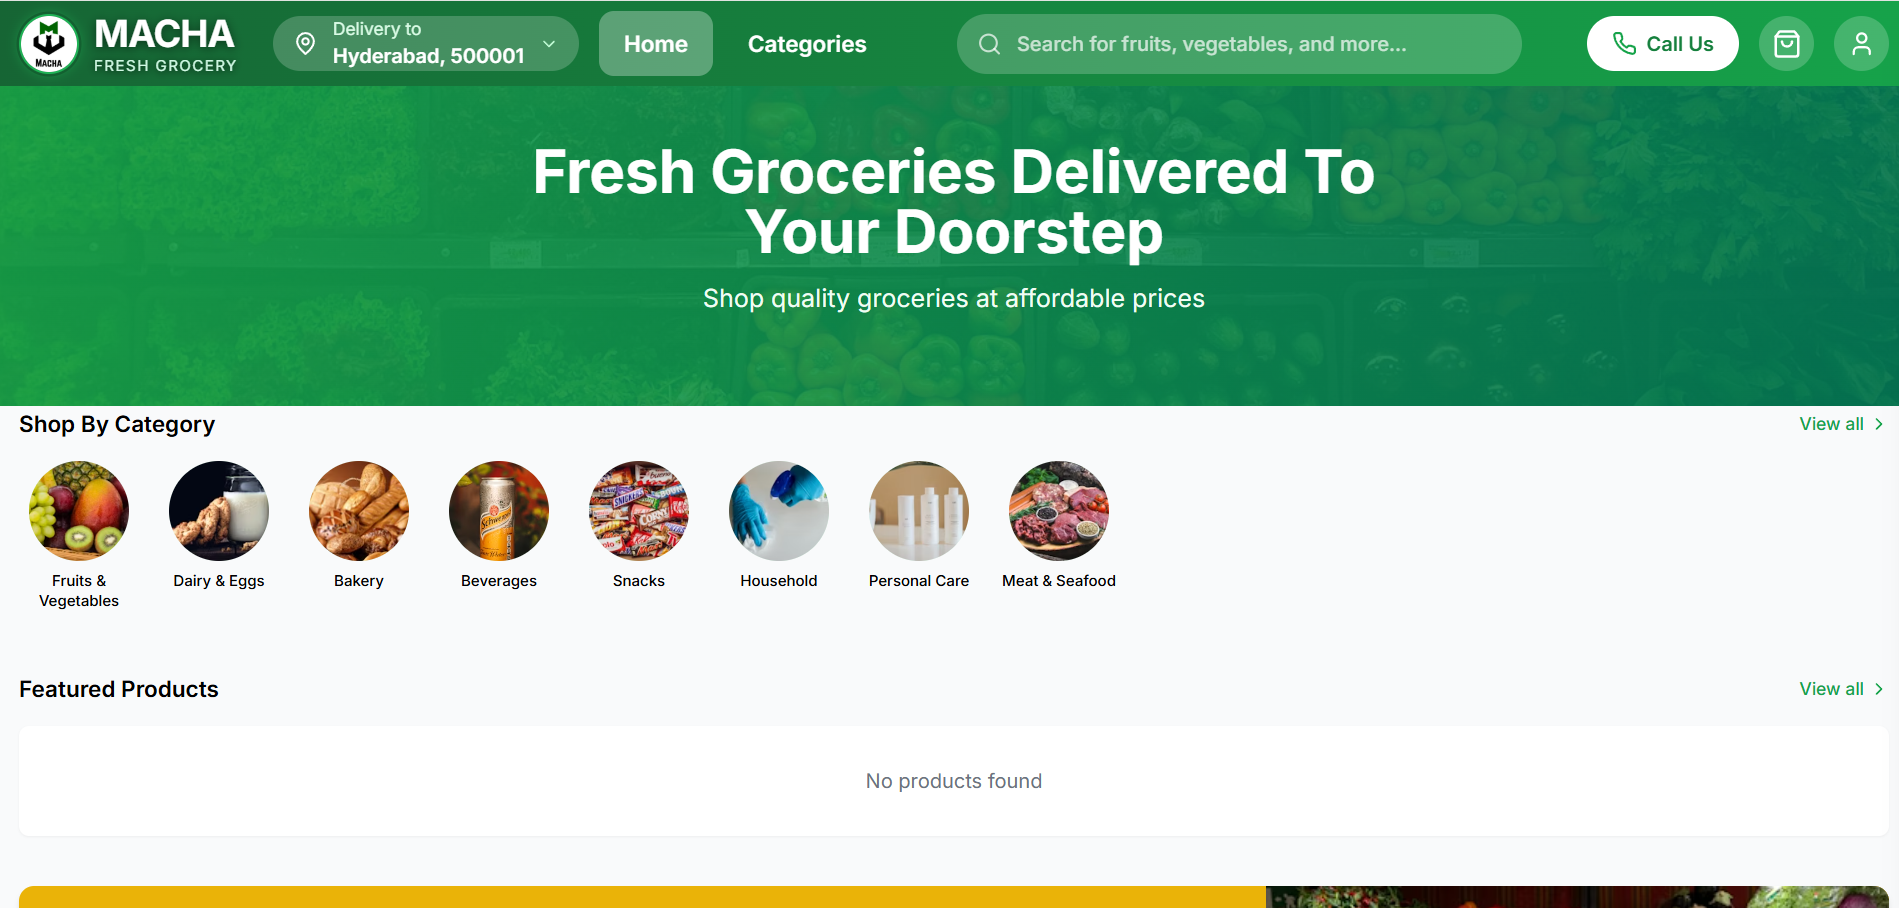 MACHA
MACHA
FRESH GROCERY
Delivery to
Hyderabad, 500001
Home
Categories
Search for fruits, vegetables, and more...
Call Us
Fresh Groceries Delivered To
Your Doorstep
Shop quality groceries at affordable prices
Shop By Category
View all
Fruits &
Vegetables
Dairy & Eggs
Bakery
Beverages
Snacks
Household
Personal Care
Meat & Seafood
Featured Products
View all
No products found